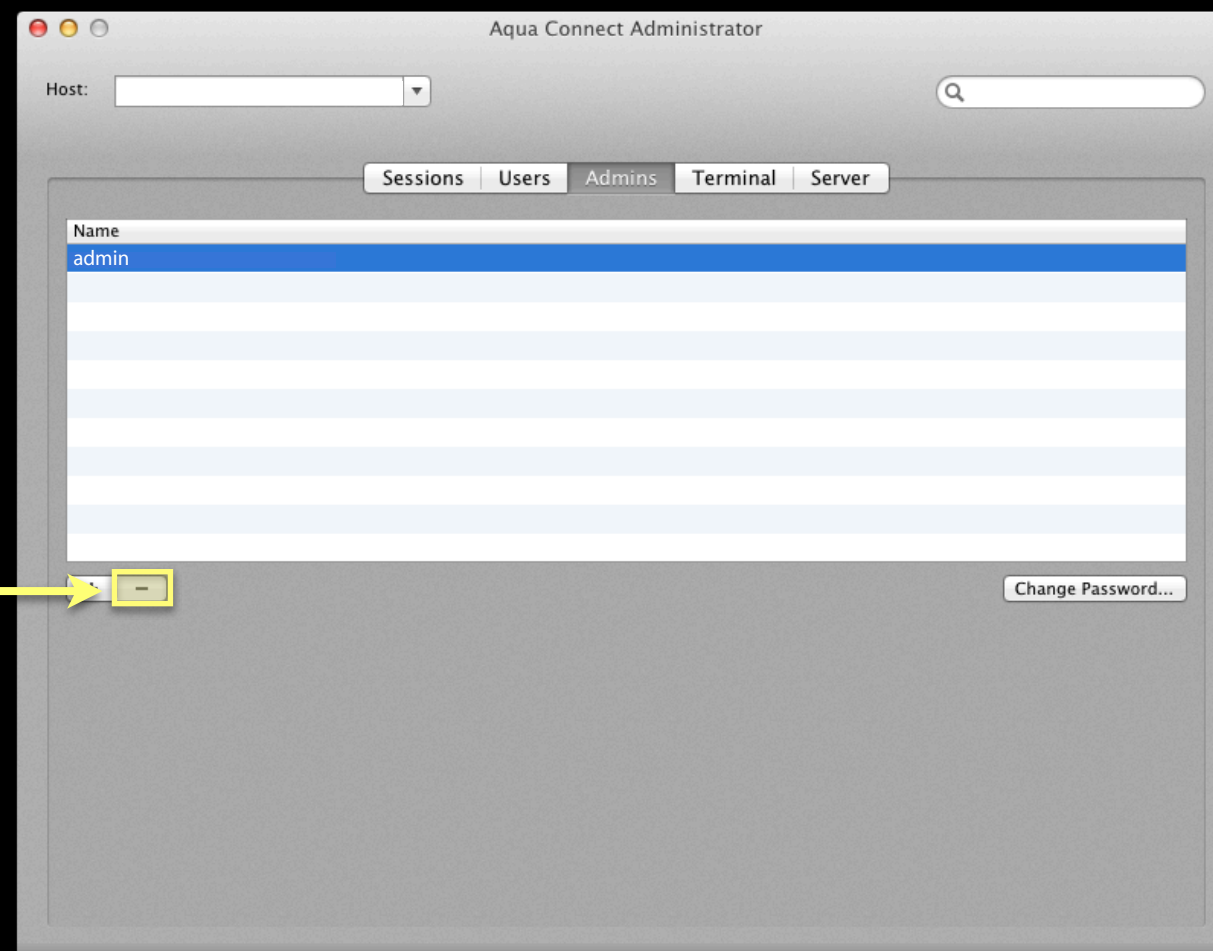 Aqua Connect Administrator
Host:
Sessions Users Admins Terminal Server
Name
admin
Change Password...